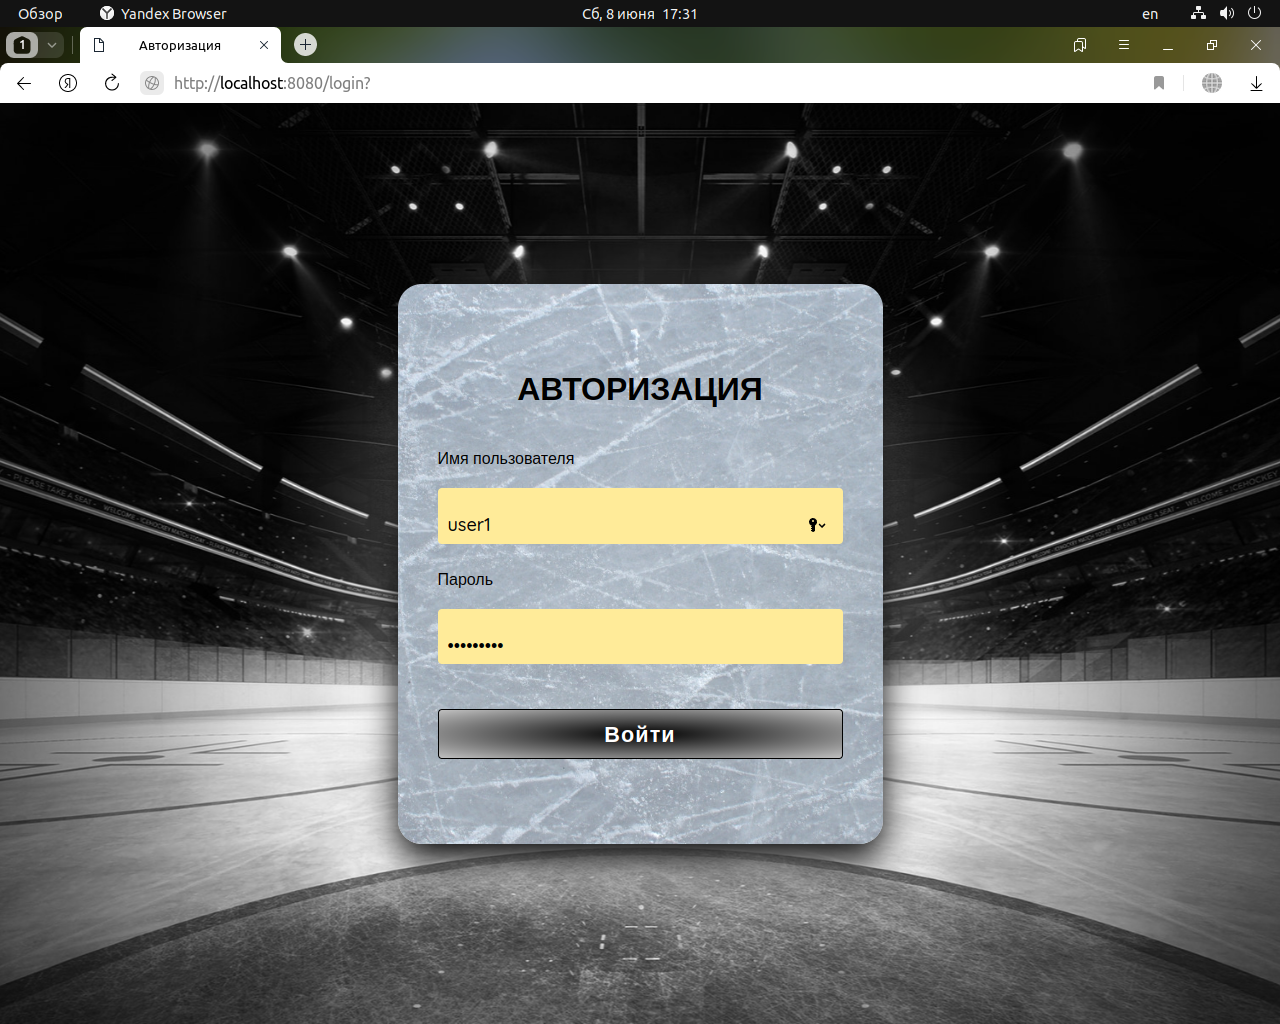 Обзор
Yandex Browser
Сб, 8 июня 17:31
en
1
Авторизация
http://localhost:8080/login?
АВТОРИЗАЦИЯ
Имя пользователя
user1
Пароль
•••••••••
Войти